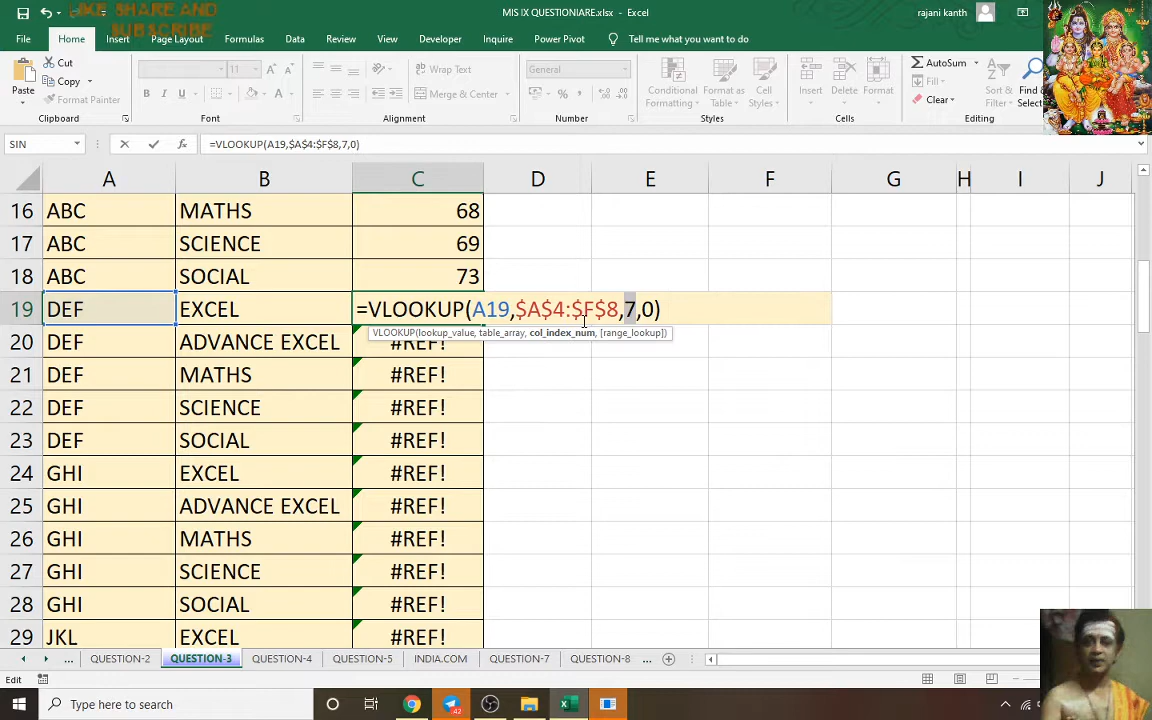 LIKE SHARE AND
SUBSCRIBE
MIS IX QUESTIONIARE.xlsx - Excel
rajani kanth
File Home Insert Page Layout Formulas Data Review View Developer Inquire Power Pivot Tell me what you want to do
Paste
Cut
Copy
Format Painter
Clipboard
11
A A
B I U
A
Font
Wrap Text
Merge & Center
Alignment
General
% ,
Number
Conditional Formatting
Format as Table
Cell Styles
Styles
Insert
Delete
Format
Cells
AutoSum
Fill
Clear
Sort & Filter
Find & Select
Editing
SIN
fx
=VLOOKUP(A19,$A$4:$F$8,7,0)
A B C D E F G H I J
16 ABC MATHS 68
17 ABC SCIENCE 69
18 ABC SOCIAL 73
19 DEF EXCEL =VLOOKUP(A19,$A$4:$F$8,7,0)
VLOOKUP(lookup_value, table_array, col_index_num, [range_lookup])
20 DEF ADVANCE EXCEL #REF!
21 DEF MATHS #REF!
22 DEF SCIENCE #REF!
23 DEF SOCIAL #REF!
24 GHI EXCEL #REF!
25 GHI ADVANCE EXCEL #REF!
26 GHI MATHS #REF!
27 GHI SCIENCE #REF!
28 GHI SOCIAL #REF!
29 JKL EXCEL #REF!
... QUESTION-2 QUESTION-3 QUESTION-4 QUESTION-5 INDIA.COM QUESTION-7 QUESTION-8 ...
Edit
Type here to search
42